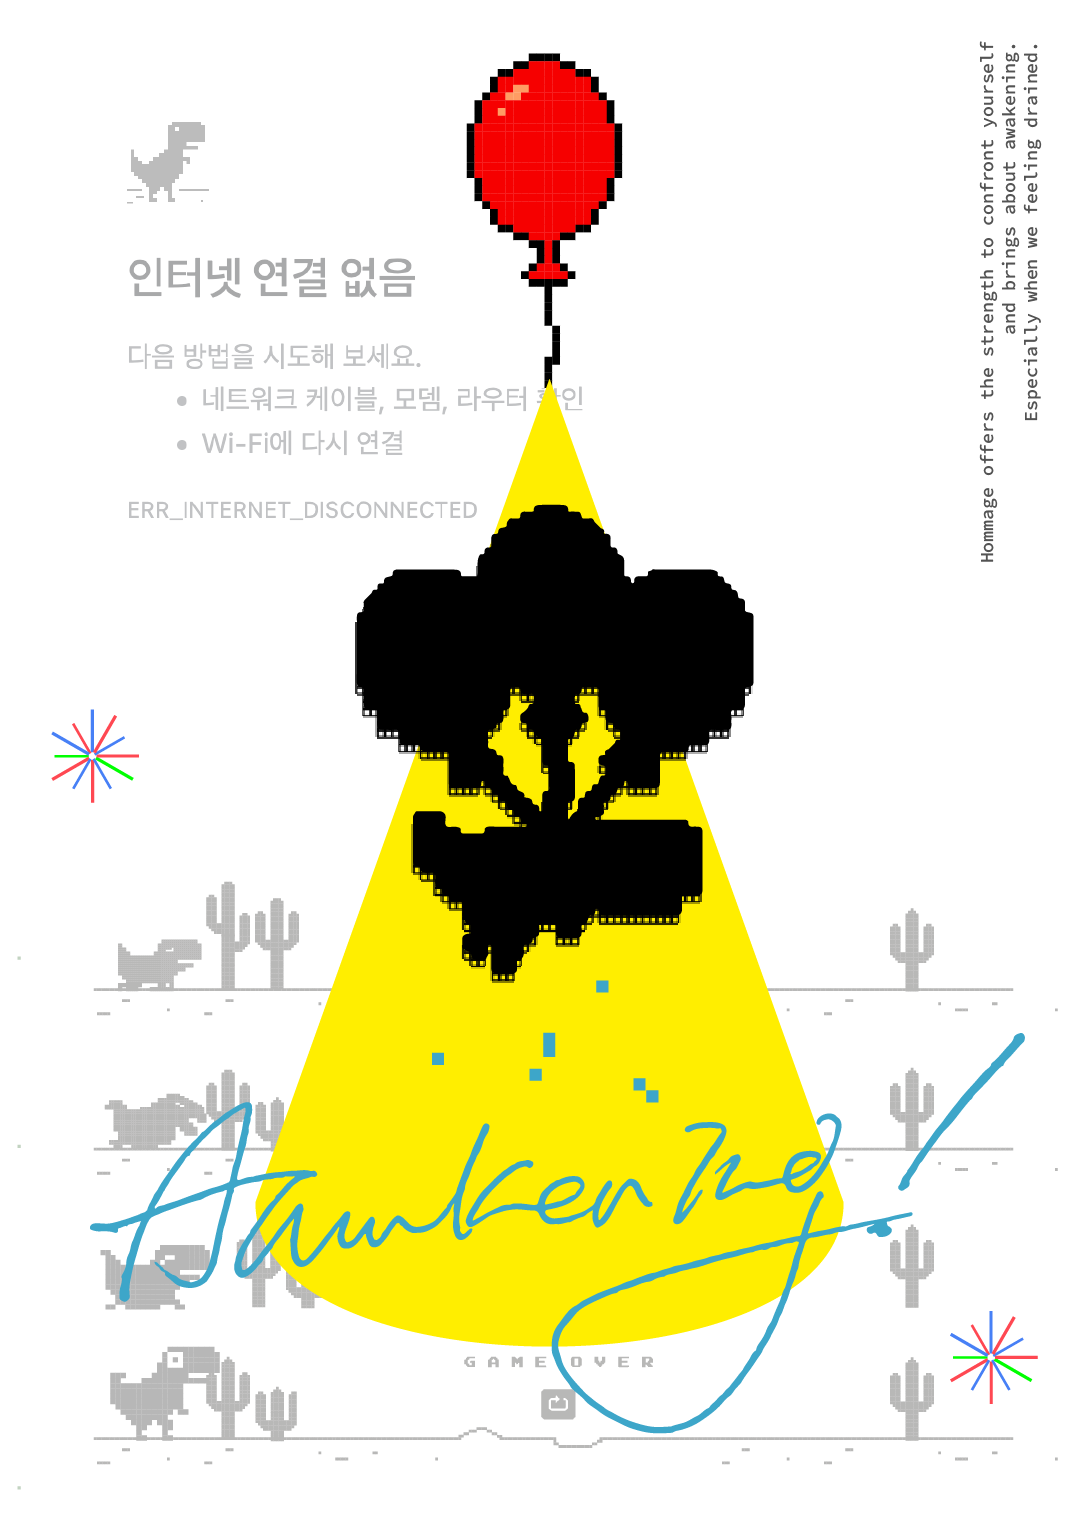 Hommage offers the strength to confront yourself
and brings about awakening.
Especially when we feeling drained.
인터넷 연결 없음
다음 방법을 시도해 보세요.
• 네트워크 케이블, 모뎀, 라우터 확인
• Wi-Fi에 다시 연결
ERR_INTERNET_DISCONNECTED
GAME OVER